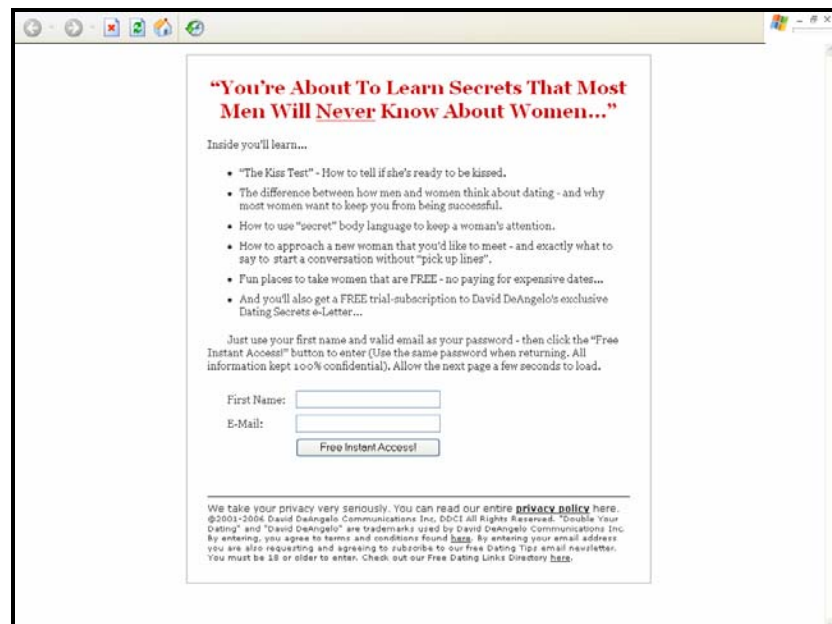 “You’re About To Learn Secrets That Most
Men Will Never Know About Women...”
Inside you'll learn...
• “The Kiss Test” - How to tell if she's ready to be kissed.
• The difference between how men and women think about dating - and why
most women want to keep you from being successful.
• How to use “secret” body language to keep a woman's attention.
• How to approach a new woman that you'd like to meet - and exactly what to
say to start a conversation without “pick up lines”.
• Fun places to take women that are FREE - no paying for expensive dates...
• And you'll also get a FREE trial-subscription to David DeAngelo's exclusive
Dating Secrets e-Letter...
Just use your first name and valid email as your password - then click the “Free
Instant Access!” button to enter (Use the same password when returning. All
information kept 100% confidential). Allow the next page a few seconds to load.
First Name:
E-Mail:
Free Instant Access!
We take your privacy very seriously. You can read our entire privacy policy here.
©2001-2006 David DeAngelo Communications Inc, DDCI All Rights Reserved. "Double Your
Dating" and "David DeAngelo" are trademarks used by David DeAngelo Communications Inc.
By entering, you agree to terms and conditions found here. By entering your email address
you are also requesting and agreeing to subscribe to our free Dating Tips email newsletter.
You must be 18 or older to enter. Check out our Free Dating Links Directory here.